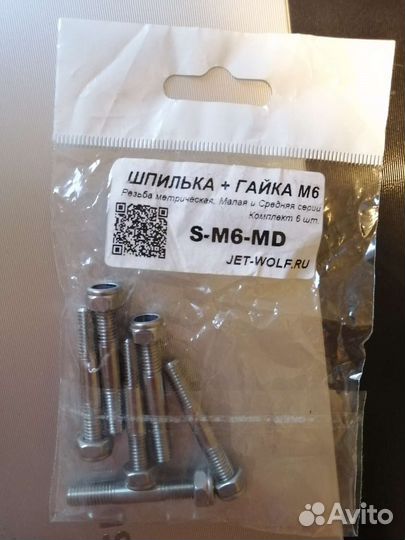 ШПИЛЬКА + ГАЙКА М6
Резьба метрическая. Малая и Средняя серии
Комплект 6 шт.
S-M6-MD
JET-WOLF.RU
Avito